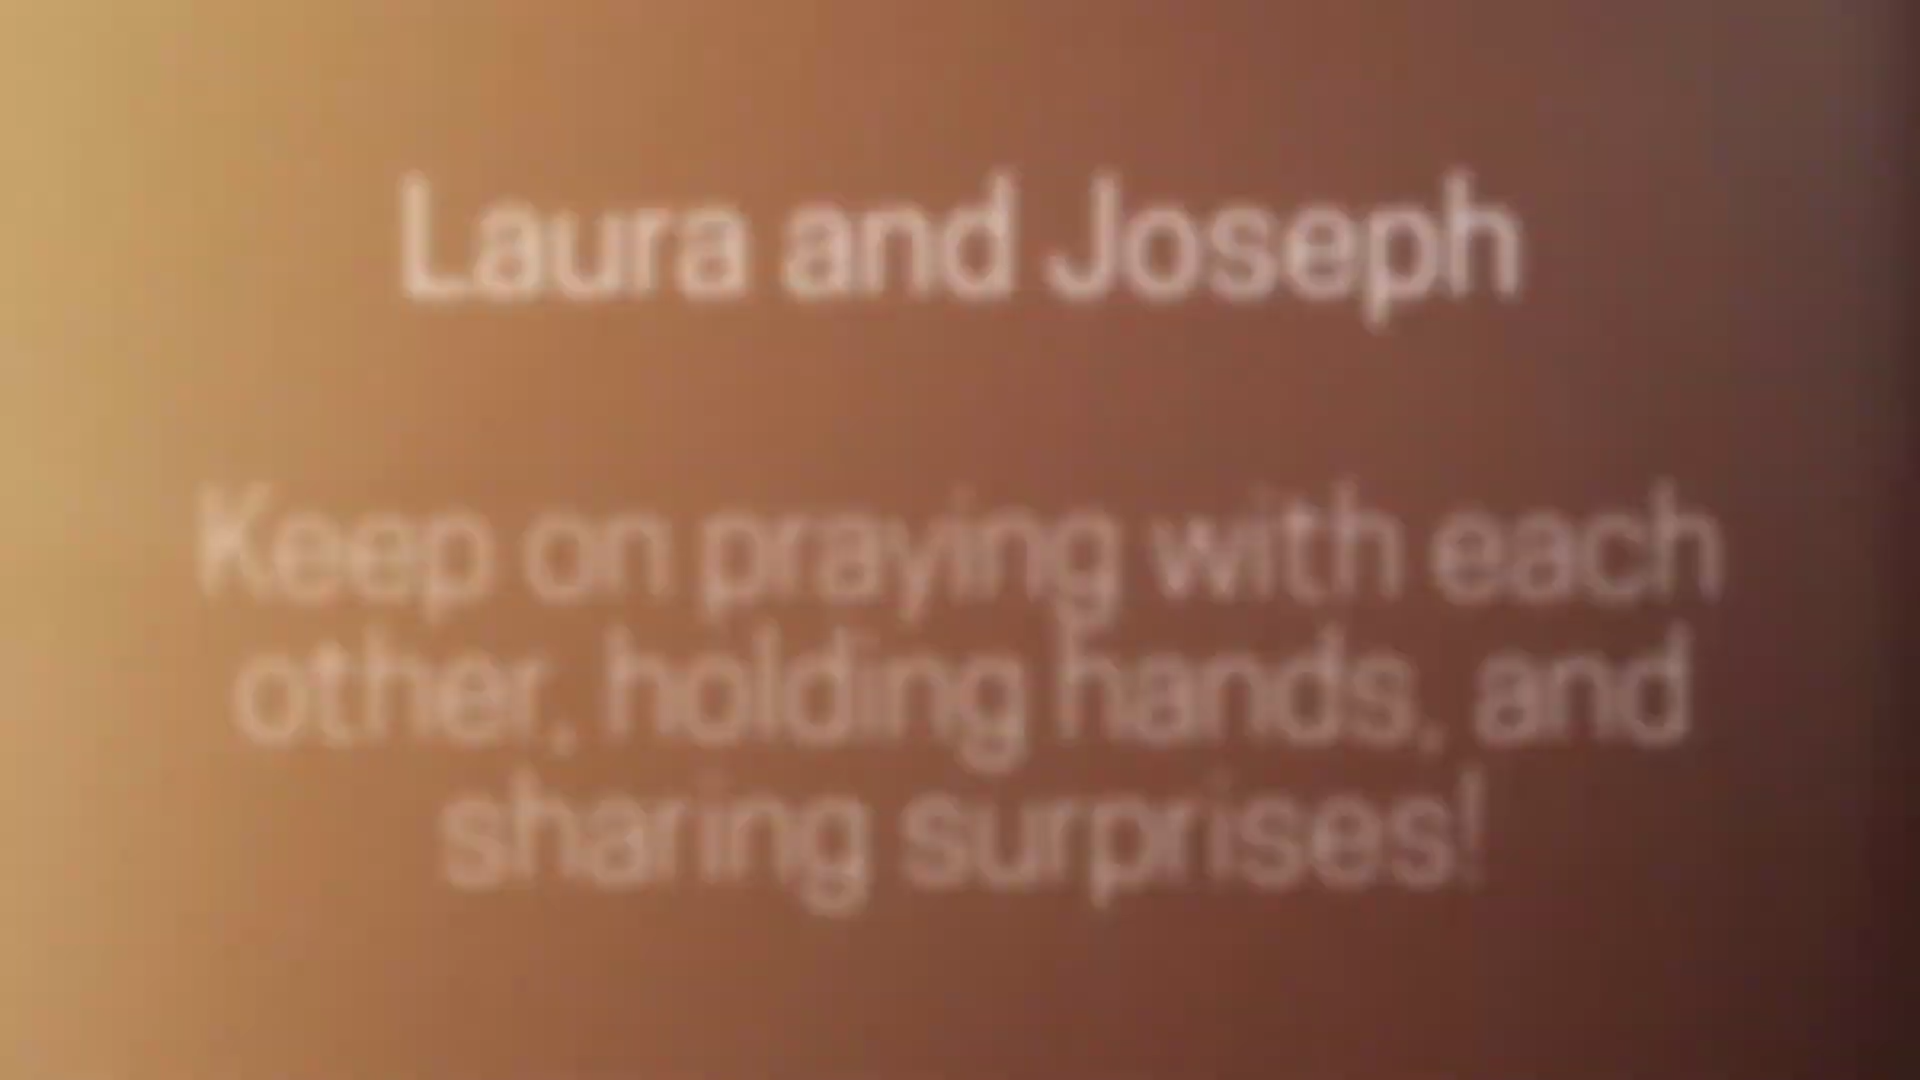 Laura and Joseph
Keep on praying with each
other, holding hands, and
sharing surprises!